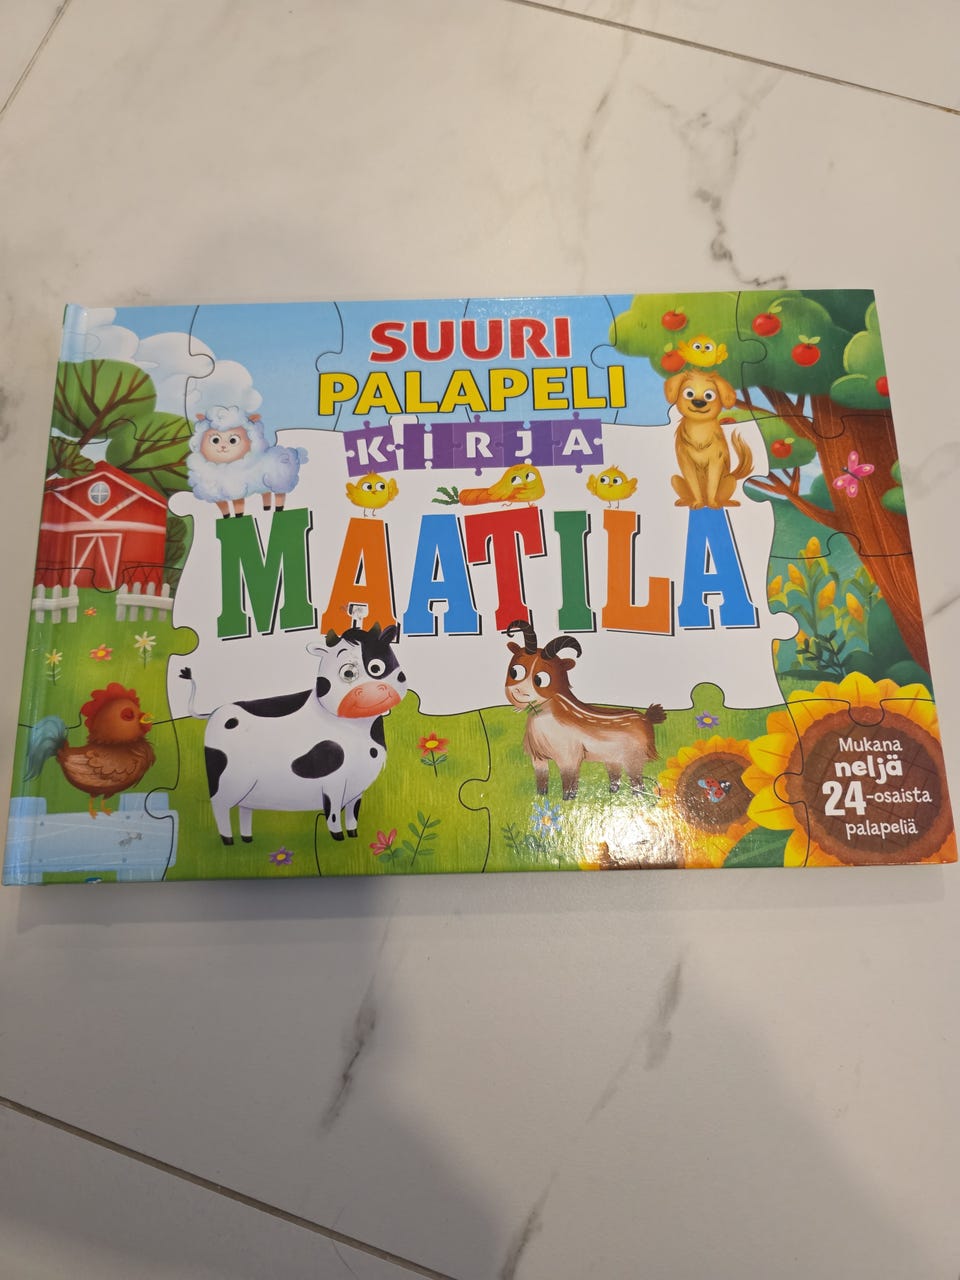 SUURI
PALAPELI
KIRJA
MAATILA
Mukana
neljä
24-osaista
palapeliä